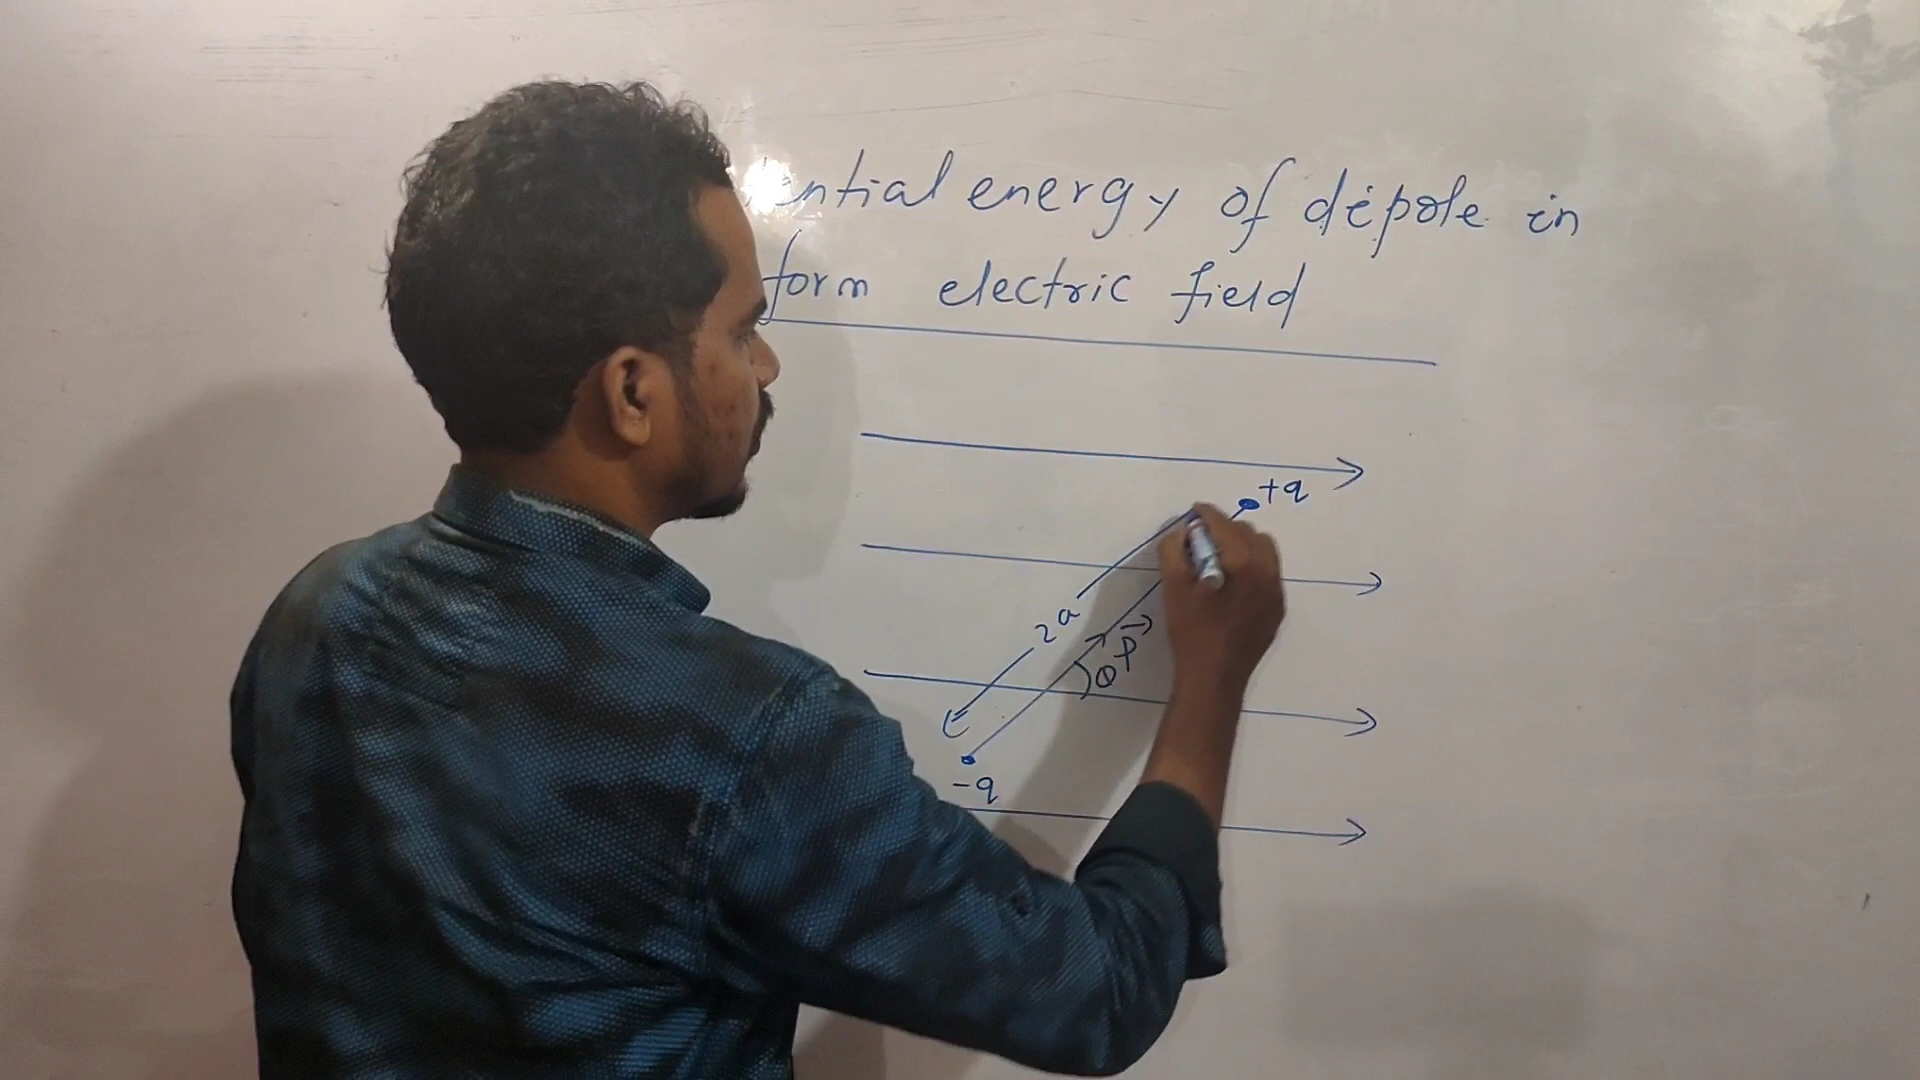 ential energy of dipole in
form electric field
+q
2a
P
θ
-q